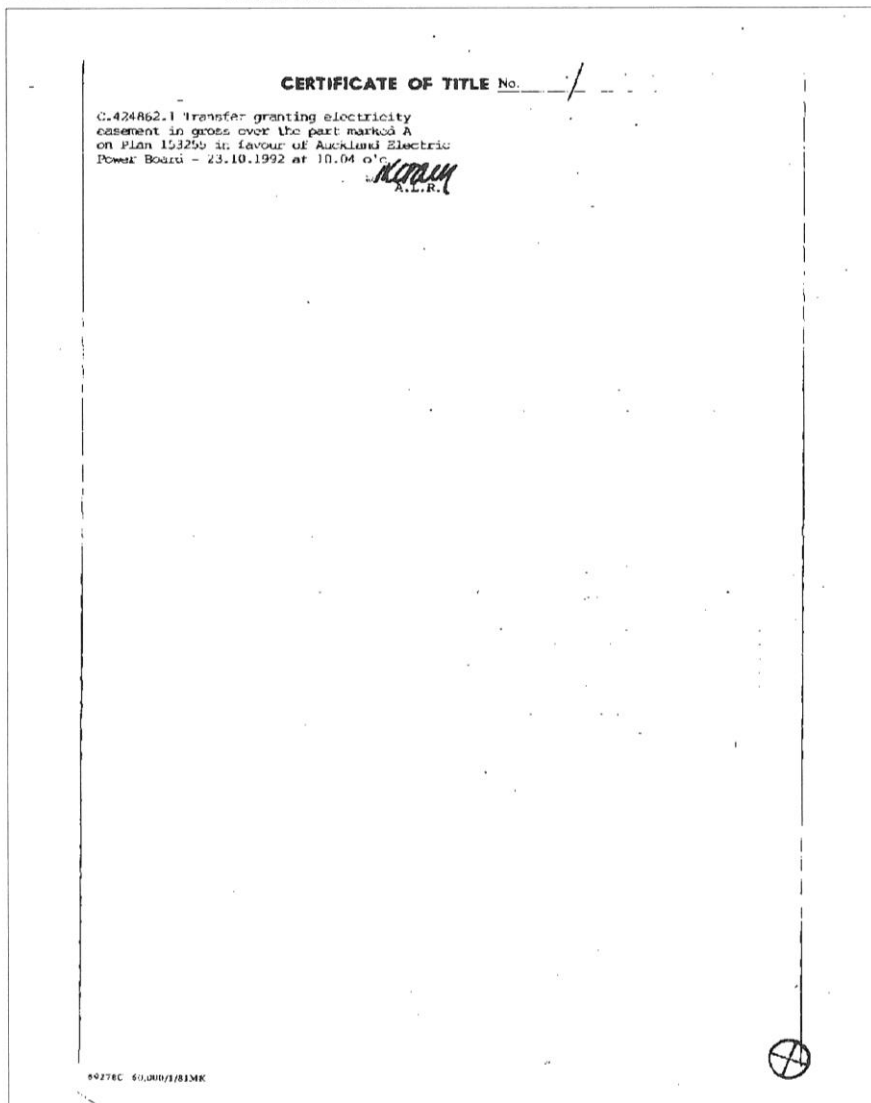 CERTIFICATE OF TITLE No. /
C.424862.1 Transfer granting electricity
easement in gross over the part marked A
on Plan 153255 in favour of Auckland Electric
Power Board - 23.10.1992 at 10.04 o'c
A.L.R.
69278C 60,000/1/81MK